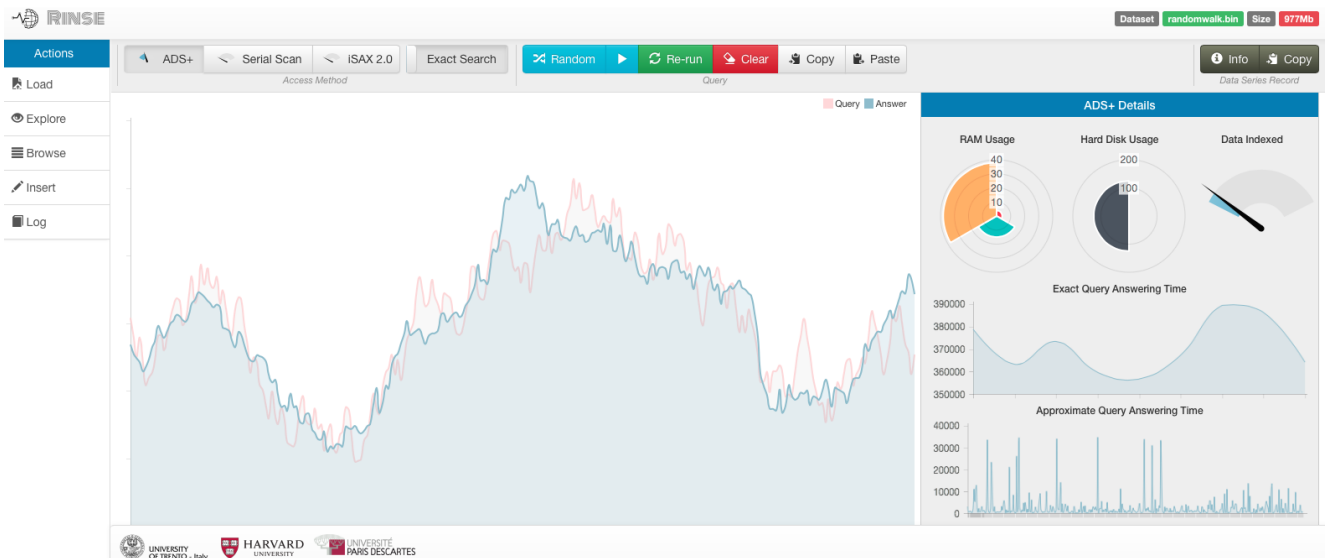 RINSE
Dataset randomwalk.bin Size 977Mb
Actions
Load
Explore
Browse
Insert
Log
ADS+ Serial Scan iSAX 2.0 Exact Search
Access Method
Random Re-run Clear Copy Paste
Query
Info Copy
Data Series Record
Query Answer
ADS+ Details
RAM Usage
40
30
20
10
Hard Disk Usage
200
100
Data Indexed
Exact Query Answering Time
390000
380000
370000
360000
350000
Approximate Query Answering Time
40000
30000
20000
10000
0
UNIVERSITY
OF TRENTO - Italy
HARVARD
UNIVERSITY
UNIVERSITÉ
PARIS DESCARTES